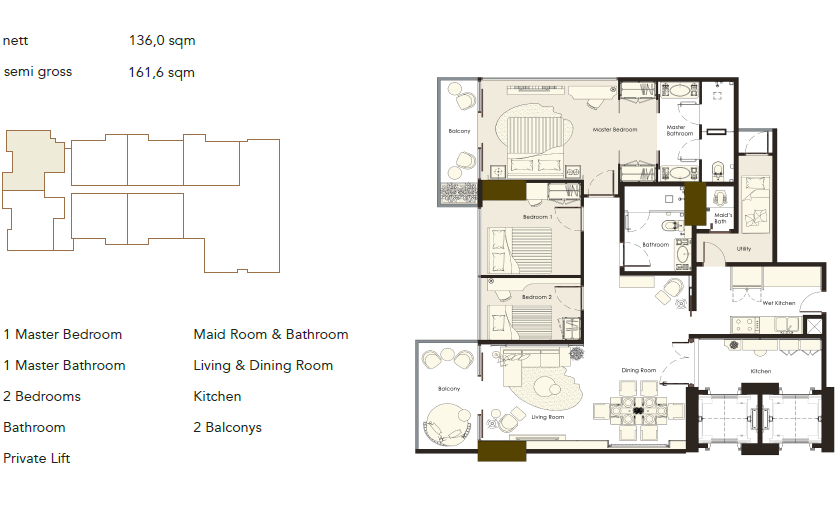 nett 136,0 sqm
semi gross 161,6 sqm
1 Master Bedroom
1 Master Bathroom
2 Bedrooms
Bathroom
Private Lift
Maid Room & Bathroom
Living & Dining Room
Kitchen
2 Balconys
Balcony
Master Bedroom
Master
Bathroom
Bedroom 1
Maid's
Bath
Bathroom
Utility
Bedroom 2
Wet Kitchen
Dining Room
Kitchen
Balcony
Living Room